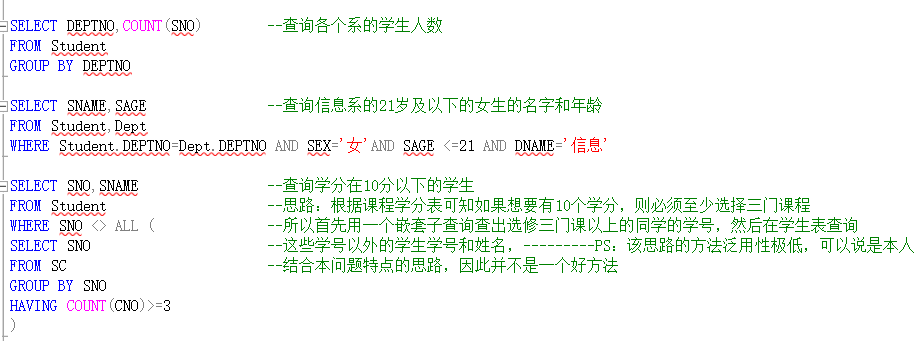 SELECT DEPTNO,COUNT(SNO) --查询各个系的学生人数
FROM Student
GROUP BY DEPTNO
SELECT SNAME,SAGE --查询信息系的21岁及以下的女生的名字和年龄
FROM Student,Dept
WHERE Student.DEPTNO=Dept.DEPTNO AND SEX='女'AND SAGE <=21 AND DNAME='信息'
SELECT SNO,SNAME --查询学分在10分以下的学生
FROM Student --思路：根据课程学分表可知如果想要有10个学分，则必须至少选择三门课程
WHERE SNO <> ALL ( --所以首先用一个嵌套子查询查出选修三门课以上的同学的学号，然后在学生表查询
SELECT SNO --这些学号以外的学生学号和姓名，---------PS：该思路的方法泛用性极低，可以说是本人
FROM SC --结合本问题特点的思路，因此并不是一个好方法
GROUP BY SNO
HAVING COUNT(CNO)>=3
)